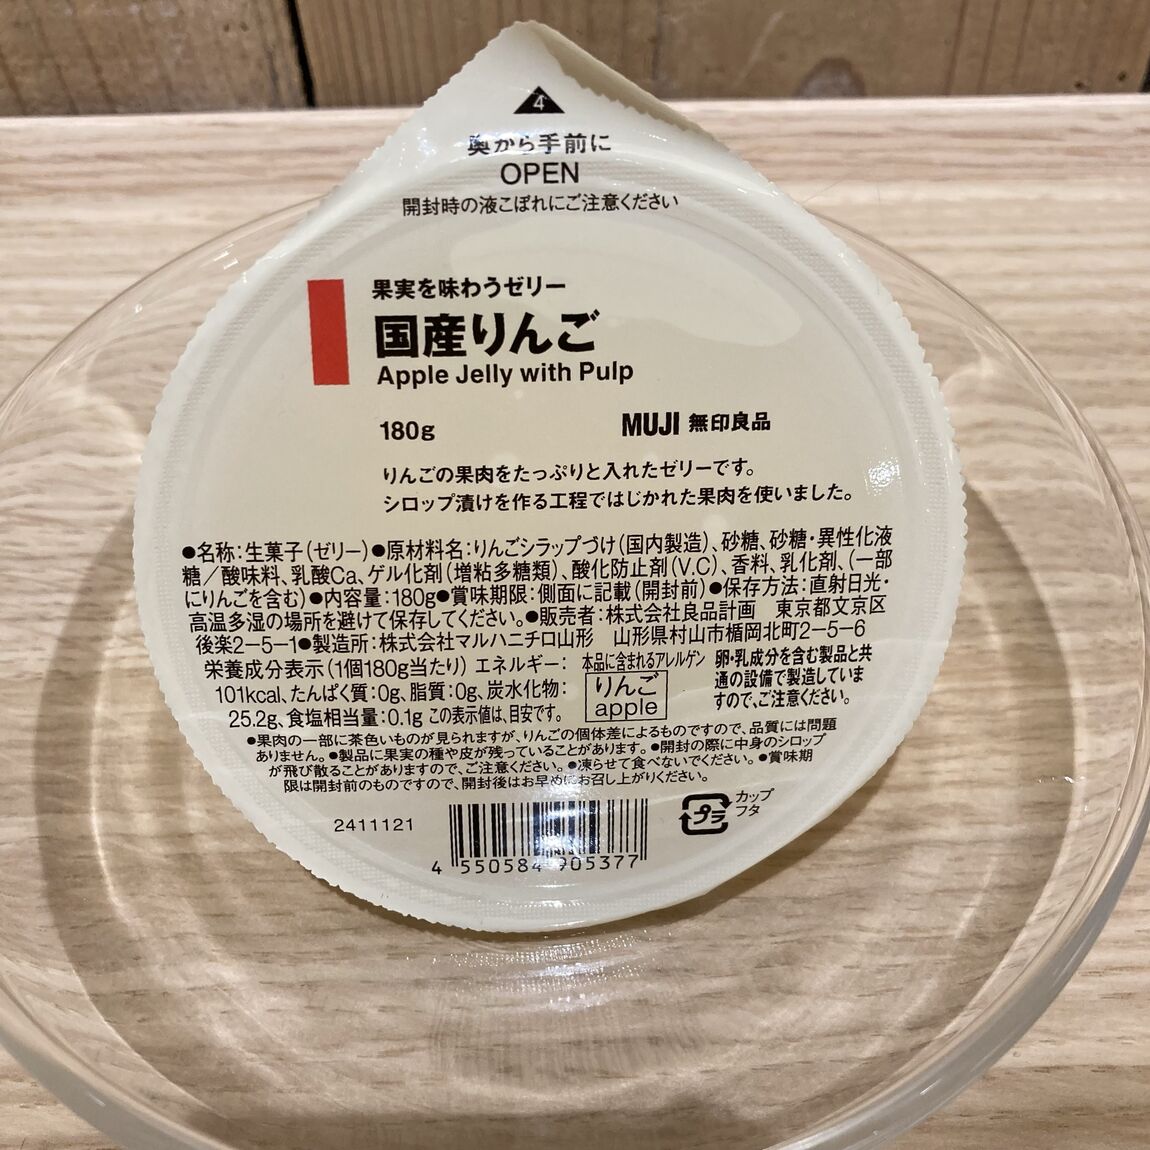 4
奥から手前に
OPEN
開封時の液こぼれにご注意ください
果実を味わうゼリー
国産りんご
Apple Jelly with Pulp
180g
MUJI 無印良品
りんごの果肉をたっぷりと入れたゼリーです。
シロップ漬けを作る工程ではじかれた果肉を使いました。
●名称：生菓子（ゼリー）●原材料名：りんごシラップづけ（国内製造）、砂糖、砂糖・異性化液
糖／酸味料、乳酸Ca、ゲル化剤（増粘多糖類）、酸化防止剤（V.C）、香料、乳化剤、（一部
にりんごを含む）●内容量：180g●賞味期限：側面に記載（開封前）●保存方法：直射日光・
高温多湿の場所を避けて保存してください。●販売者：株式会社良品計画　東京都文京区
後楽2－5－1●製造所：株式会社マルハニチロ山形　山形県村山市楯岡北町2－5－6
栄養成分表示（1個180g当たり）エネルギー：
101kcal、たんぱく質：0g、脂質：0g、炭水化物：
25.2g、食塩相当量：0.1g この表示値は、目安です。
本品に含まれるアレルゲン
りんご
apple
卵・乳成分を含む製品と共
通の設備で製造していま
すので、ご注意ください。
●果肉の一部に茶色いものが見られますが、りんごの個体差によるものですので、品質には問題
ありません。●製品に果実の種や皮が残っていることがあります。●開封の際に中身のシロップ
が飛び散ることがありますので、ご注意ください。●凍らせて食べないでください。●賞味期
限は開封前のものですので、開封後はお早めにお召し上がりください。
2411121
4 550584 905377
プラ
カップ
フタ